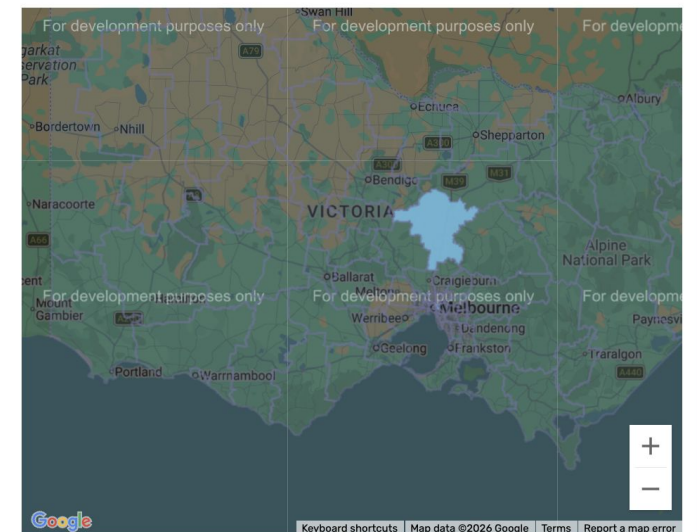 Swan Hill
For development purposes only
For development purposes only
For developme
A79
garkat
servation
Park
Echuca
Albury
Bordertown
Nhill
A300
Shepparton
A300
M31
Bendigo
M39
Naracoorte
VICTORIA
A66
Alpine
National Park
Ballarat
Craigieburn
cent
Melton
For development purposes only
For development purposes only
For developme
Mount
Gambier
Hamilton
Melbourne
Werribee
Paynesvi
Dandenong
Geelong
Frankston
Traralgon
Portland
Warrnambool
A440
Google
Keyboard shortcuts
Map data ©2026 Google
Terms
Report a map error